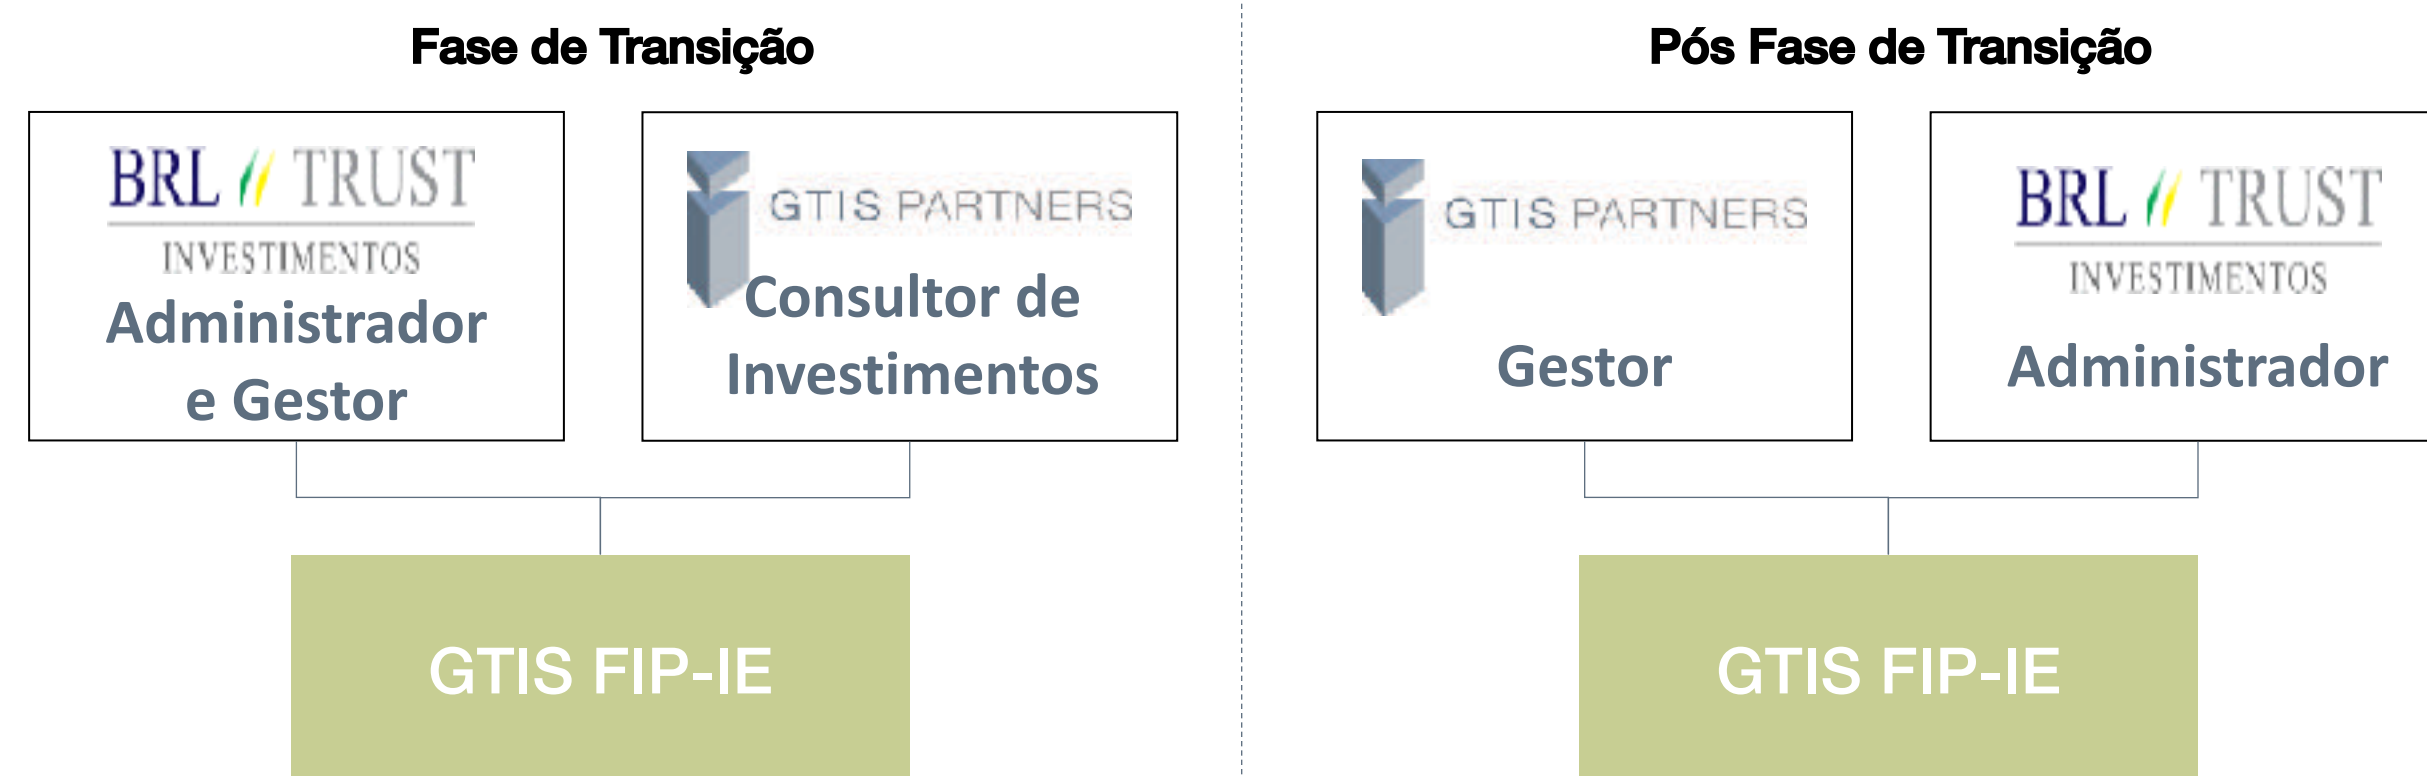 Fase de Transição
BRL TRUST
INVESTIMENTOS
Administrador
e Gestor
GTIS PARTNERS
Consultor de
Investimentos
GTIS FIP-IE
Pós Fase de Transição
GTIS PARTNERS
Gestor
BRL TRUST
INVESTIMENTOS
Administrador
GTIS FIP-IE